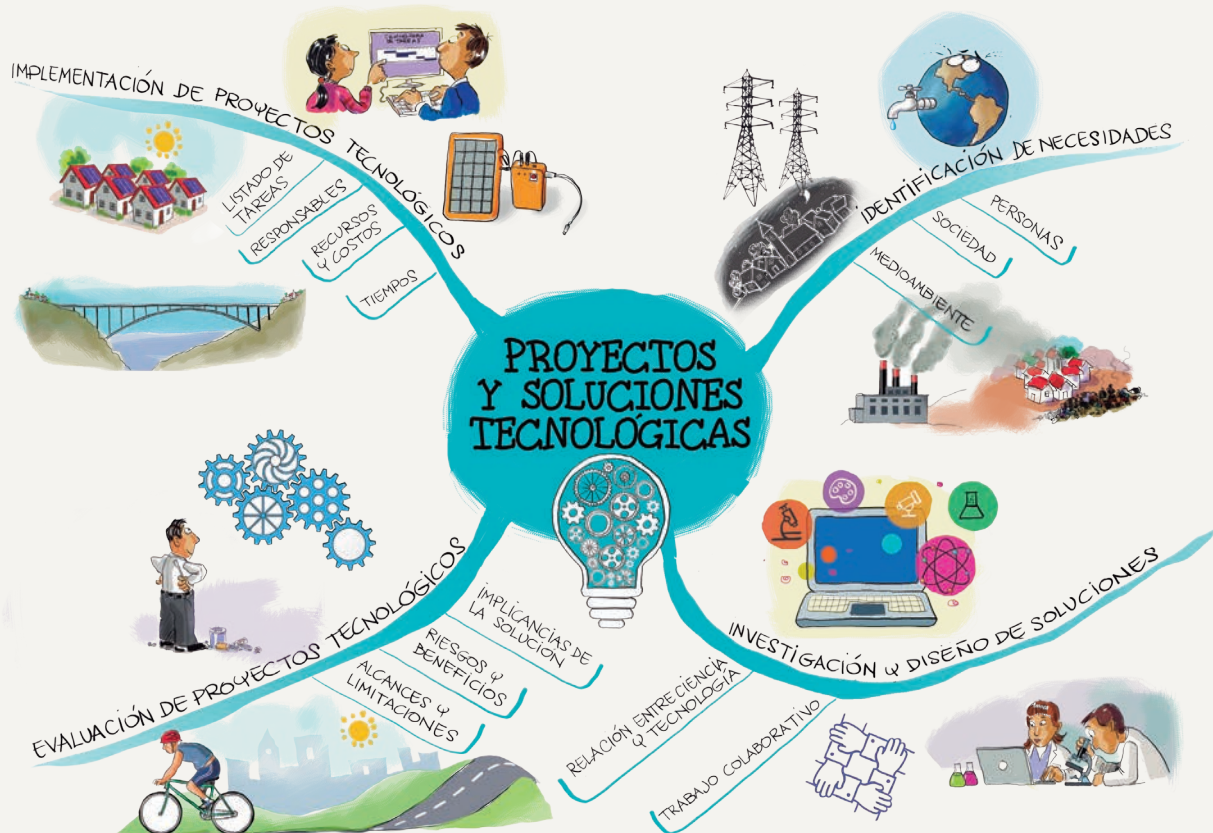 PROYECTOS
Y SOLUCIONES
TECNOLÓGICAS
IDENTIFICACIÓN DE NECESIDADES
PERSONAS
SOCIEDAD
MEDIOAMBIENTE
INVESTIGACIÓN Y DISEÑO DE SOLUCIONES
RELACIÓN ENTRE CIENCIA
Y TECNOLOGÍA
TRABAJO COLABORATIVO
IMPLEMENTACIÓN DE PROYECTOS TECNOLÓGICOS
LISTADO DE
TAREAS
RESPONSABLES
RECURSOS
Y COSTOS
TIEMPOS
EVALUACIÓN DE PROYECTOS TECNOLÓGICOS
IMPLICANCIAS DE
LA SOLUCIÓN
RIESGOS Y
BENEFICIOS
ALCANCES Y
LIMITACIONES
DE TAREAS